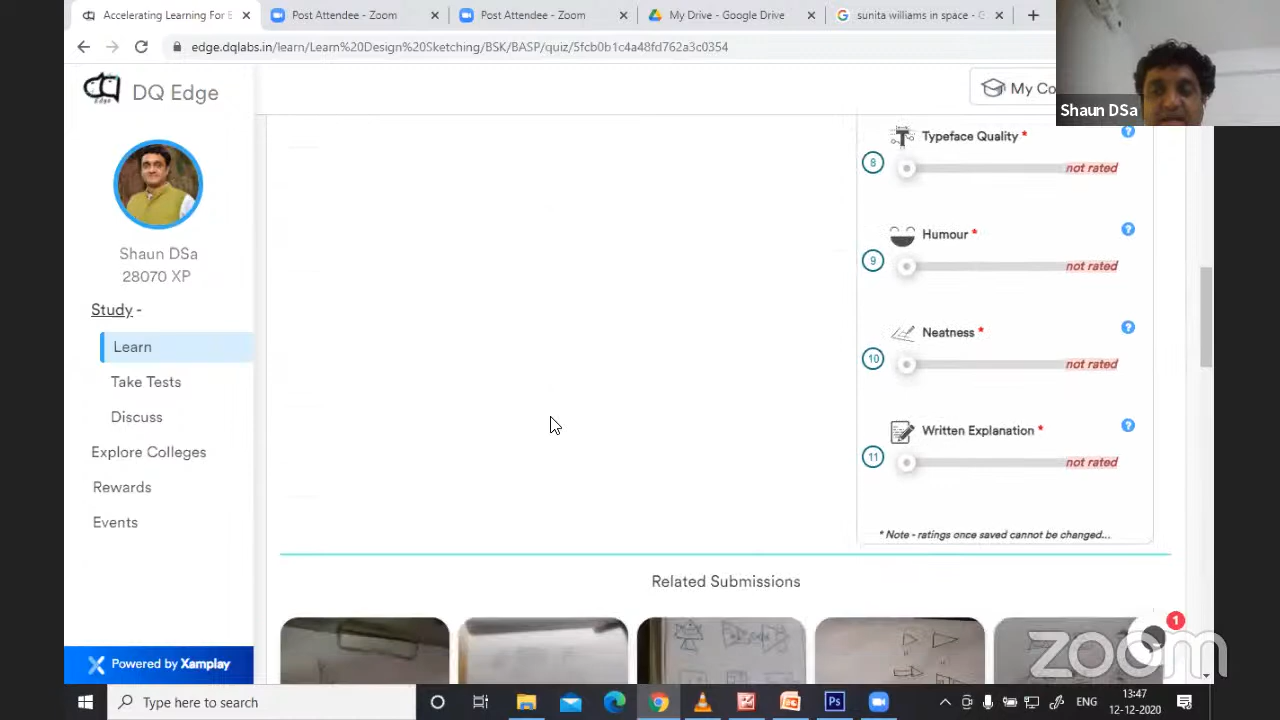 Accelerating Learning For E
Post Attendee - Zoom
Post Attendee - Zoom
My Drive - Google Drive
sunita williams in space - G
edge.dqlabs.in/learn/Learn%20Design%20Sketching/BSK/BASP/quiz/5fcb0b1c4a48fd762a3c0354
Edge
DQ Edge
My Co
Shaun DSa
Shaun DSa
28070 XP
Study -
Learn
Take Tests
Discuss
Explore Colleges
Rewards
Events
Powered by Xamplay
Typeface Quality *
?
8
not rated
Humour *
?
9
not rated
Neatness *
?
10
not rated
Written Explanation *
?
11
not rated
* Note - ratings once saved cannot be changed...
Related Submissions
1
zoom
Type here to search
ENG
13:47
12-12-2020